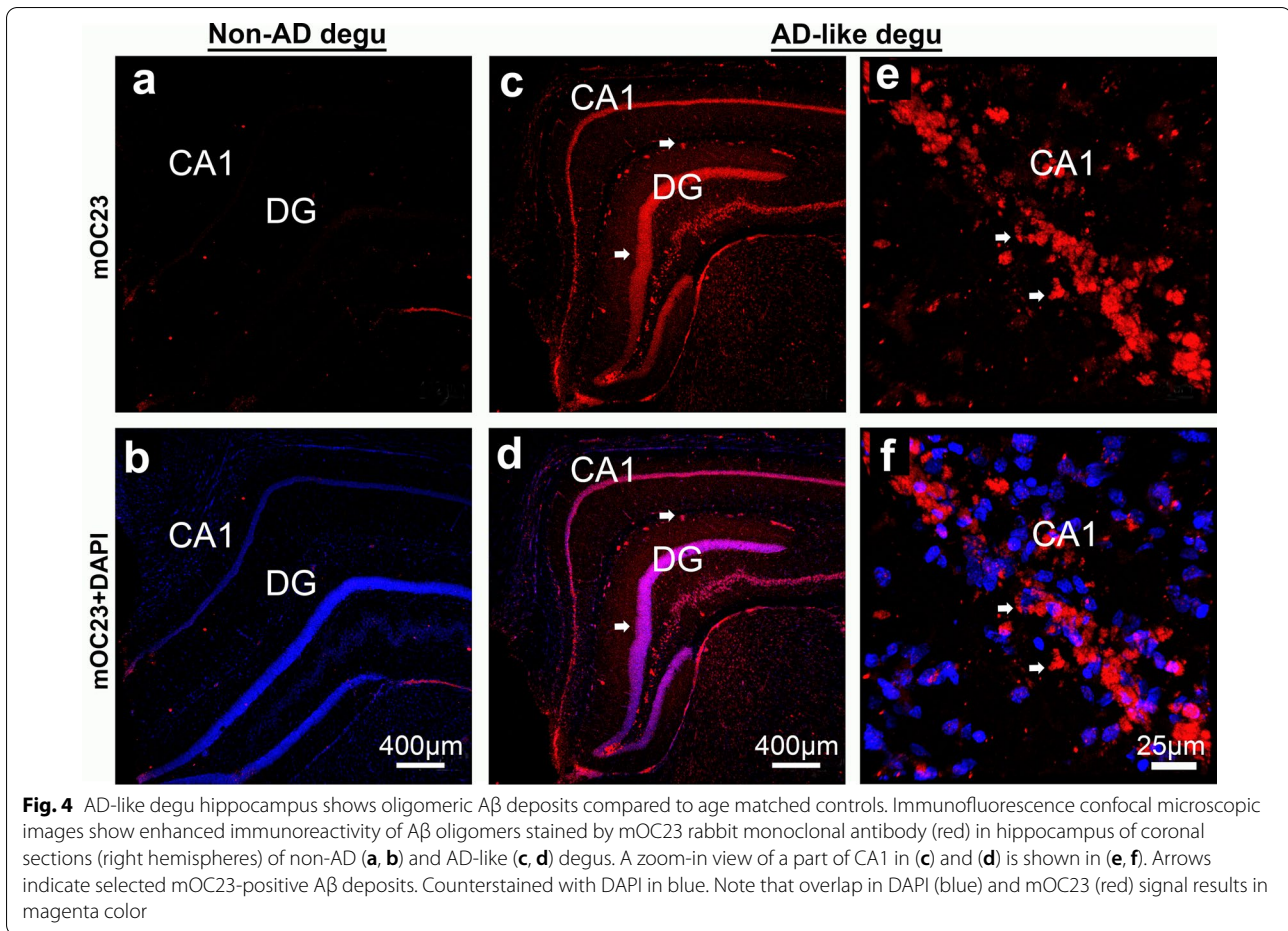 Non-AD degu
AD-like degu
mOC23
a
CA1
DG
c
CA1
DG
e
CA1
mOC23+DAPI
b
CA1
DG
400µm
d
CA1
DG
400µm
f
CA1
25µm
Fig. 4 AD-like degu hippocampus shows oligomeric Aβ deposits compared to age matched controls. Immunofluorescence confocal microscopic
images show enhanced immunoreactivity of Aβ oligomers stained by mOC23 rabbit monoclonal antibody (red) in hippocampus of coronal
sections (right hemispheres) of non-AD (a, b) and AD-like (c, d) degus. A zoom-in view of a part of CA1 in (c) and (d) is shown in (e, f). Arrows
indicate selected mOC23-positive Aβ deposits. Counterstained with DAPI in blue. Note that overlap in DAPI (blue) and mOC23 (red) signal results in
magenta color